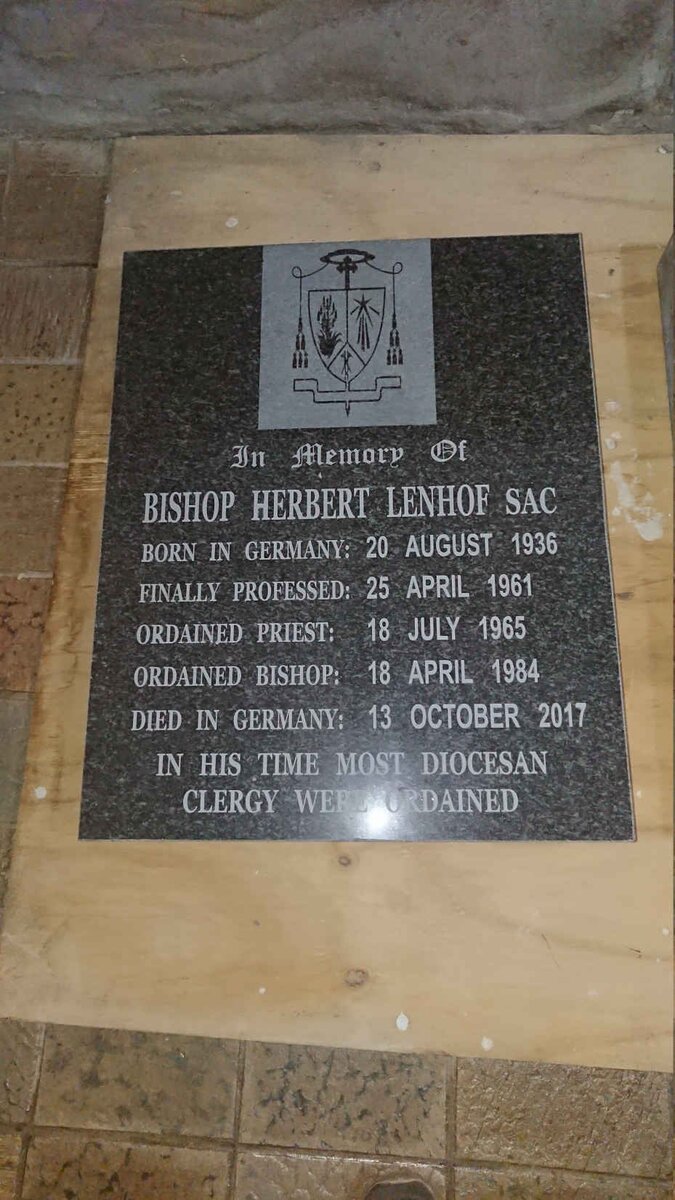 In Memory Of
BISHOP HERBERT LENHOF SAC
BORN IN GERMANY: 20 AUGUST 1936
FINALLY PROFESSED: 25 APRIL 1961
ORDAINED PRIEST: 18 JULY 1965
ORDAINED BISHOP: 18 APRIL 1984
DIED IN GERMANY: 13 OCTOBER 2017
IN HIS TIME MOST DIOCESAN
CLERGY WERE ORDAINED